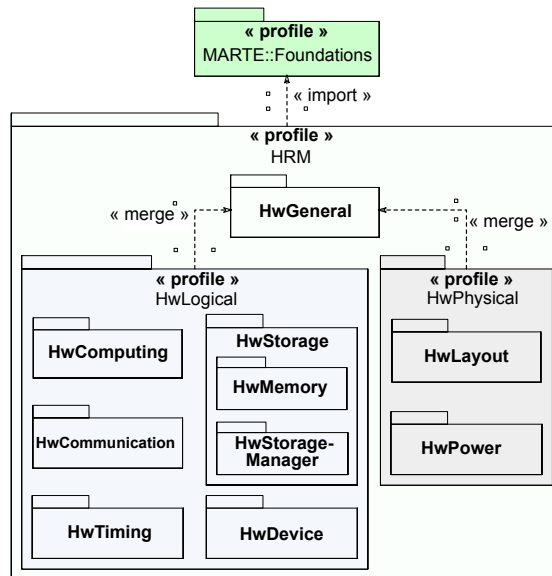 « profile »
MARTE::Foundations
« import »
« profile »
HRM
HwGeneral
« merge »
« merge »
« profile »
HwLogical
HwComputing
HwCommunication
HwTiming
HwStorage
HwMemory
HwStorage-
Manager
HwDevice
« profile »
HwPhysical
HwLayout
HwPower